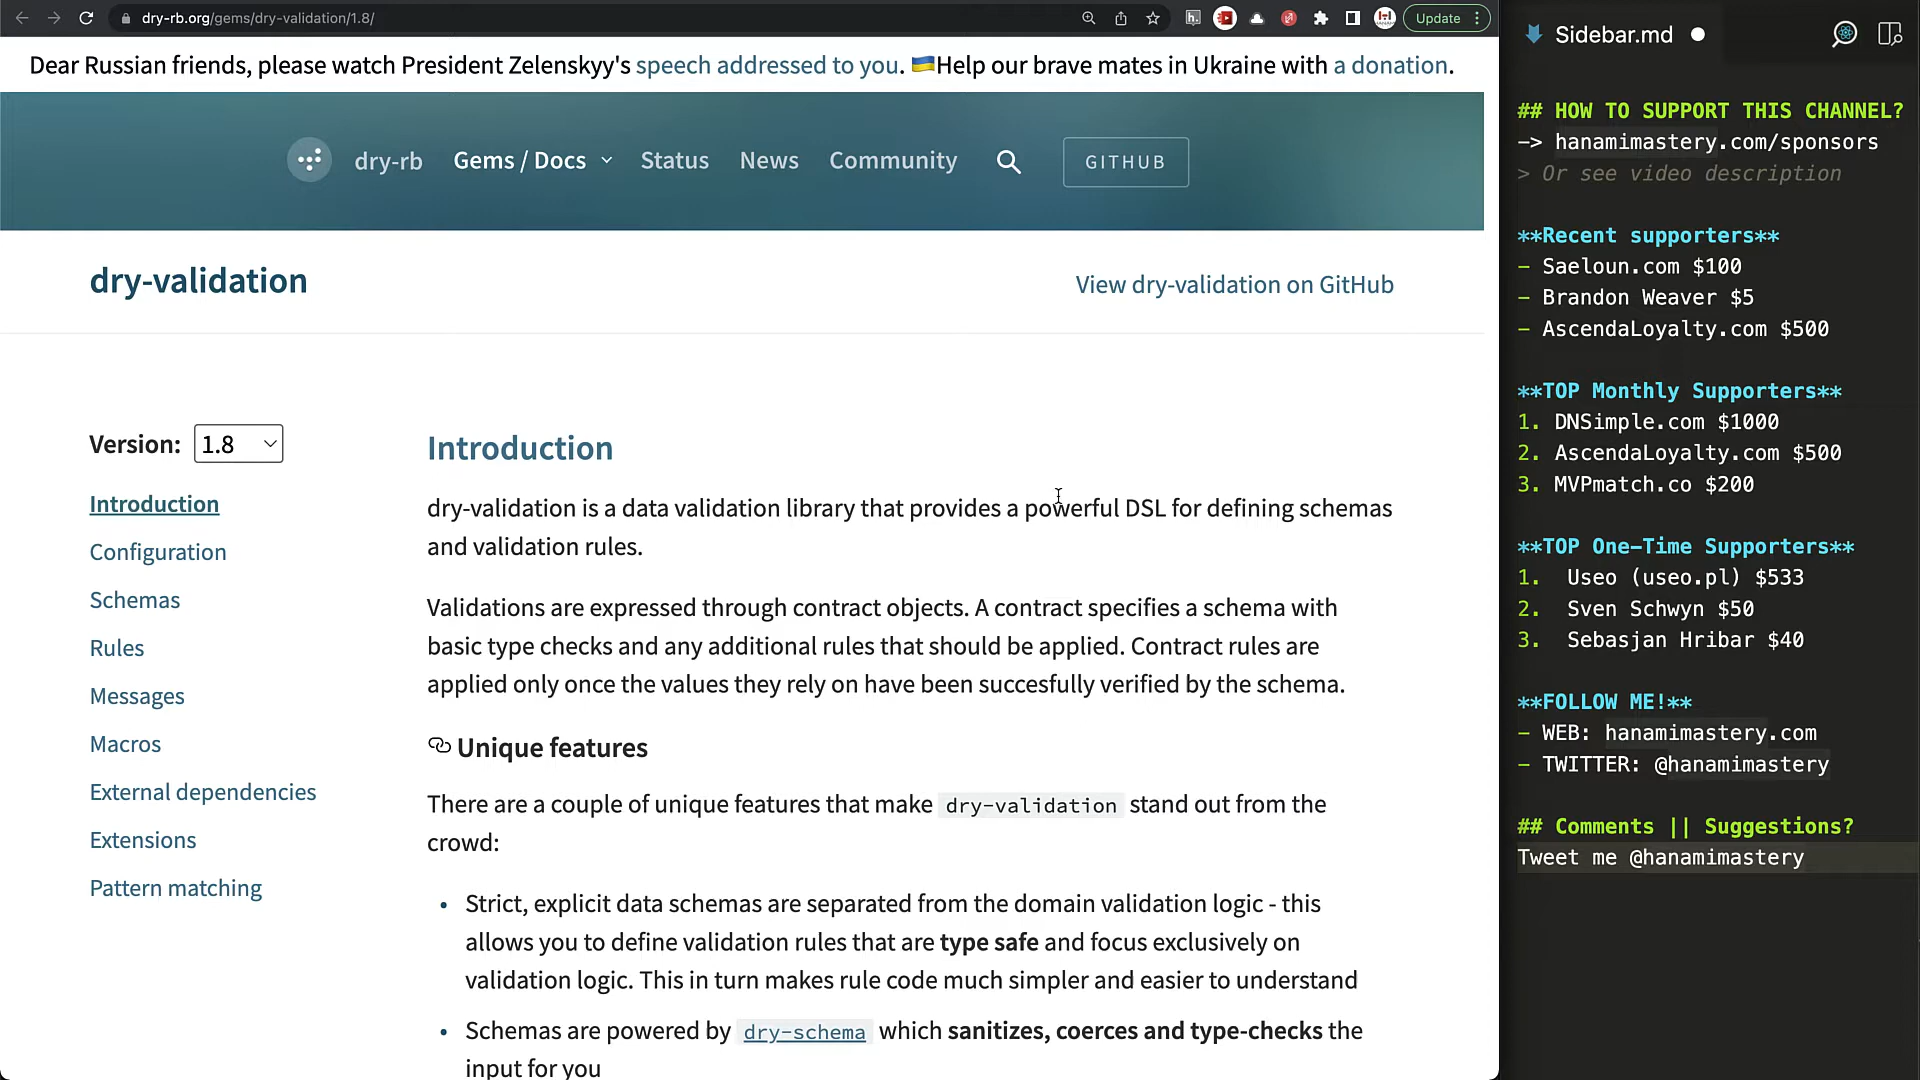 dry-rb.org/gems/dry-validation/1.8/
Update
Dear Russian friends, please watch President Zelenskyy's speech addressed to you. 🇺🇦Help our brave mates in Ukraine with a donation.
dry-rb Gems / Docs Status News Community GITHUB
dry-validation
View dry-validation on GitHub
Version: 1.8
Introduction
Configuration
Schemas
Rules
Messages
Macros
External dependencies
Extensions
Pattern matching
Introduction
dry-validation is a data validation library that provides a powerful DSL for defining schemas
and validation rules.
Validations are expressed through contract objects. A contract specifies a schema with
basic type checks and any additional rules that should be applied. Contract rules are
applied only once the values they rely on have been succesfully verified by the schema.
Unique features
There are a couple of unique features that make dry-validation stand out from the
crowd:
• Strict, explicit data schemas are separated from the domain validation logic - this
allows you to define validation rules that are type safe and focus exclusively on
validation logic. This in turn makes rule code much simpler and easier to understand
• Schemas are powered by dry-schema which sanitizes, coerces and type-checks the
input for you
Sidebar.md
## HOW TO SUPPORT THIS CHANNEL?
-> hanamimastery.com/sponsors
> Or see video description
**Recent supporters**
- Saeloun.com $100
- Brandon Weaver $5
- AscendaLoyalty.com $500
**TOP Monthly Supporters**
1. DNSimple.com $1000
2. AscendaLoyalty.com $500
3. MVPmatch.co $200
**TOP One-Time Supporters**
1. Useo (useo.pl) $533
2. Sven Schwyn $50
3. Sebasjan Hribar $40
**FOLLOW ME!**
- WEB: hanamimastery.com
- TWITTER: @hanamimastery
## Comments || Suggestions?
Tweet me @hanamimastery